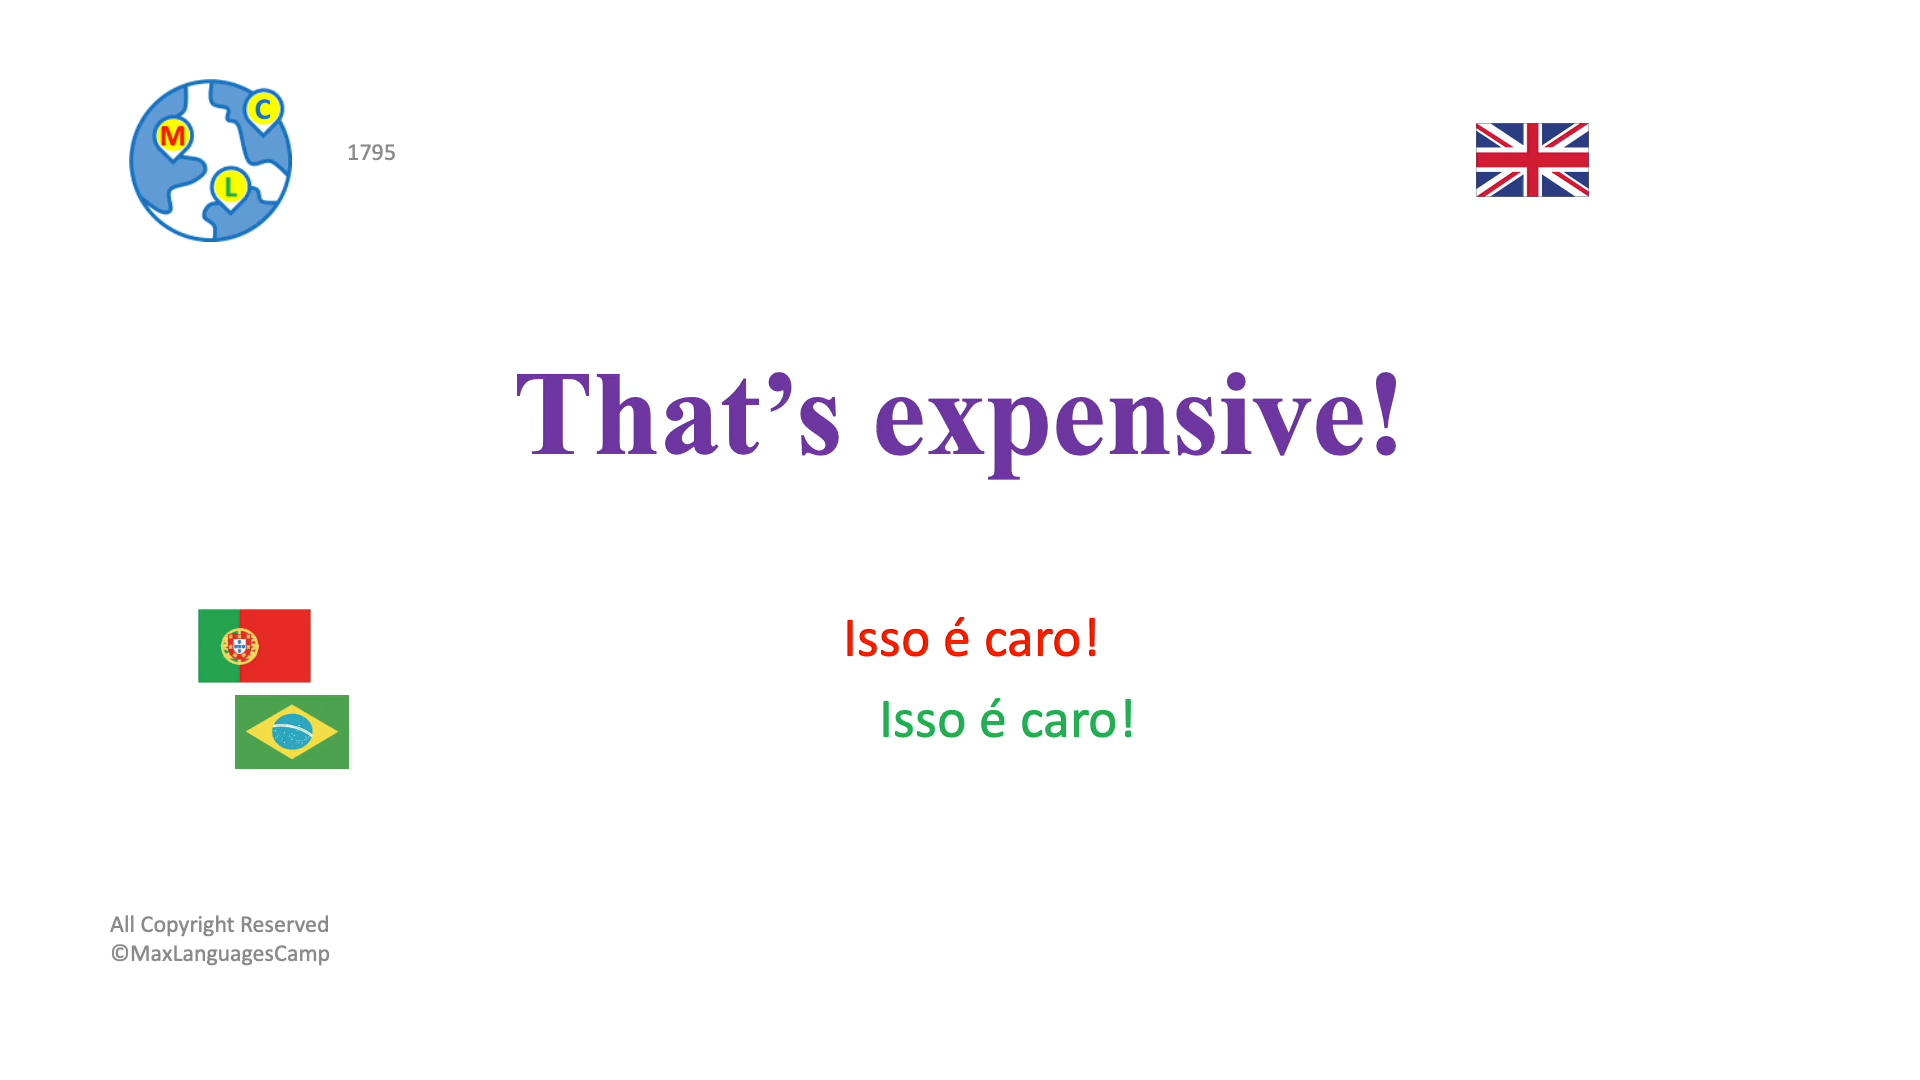 M
C
L
1795
That’s expensive!
Isso é caro!
Isso é caro!
All Copyright Reserved
©MaxLanguagesCamp